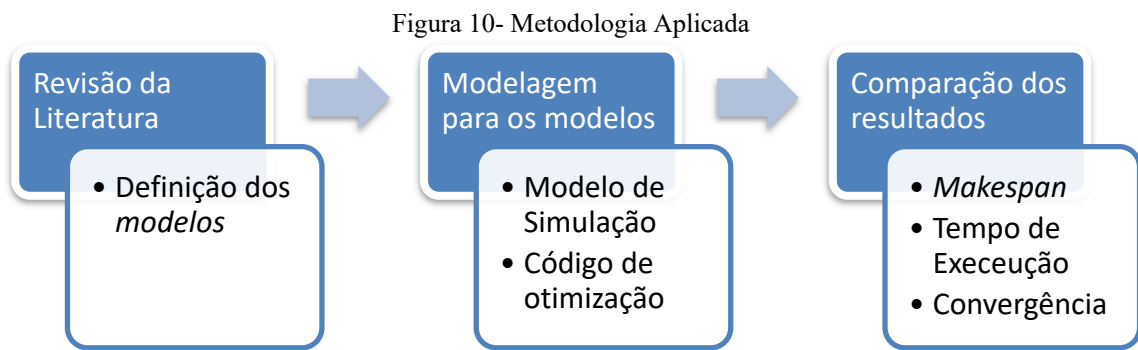 Figura 10- Metodologia Aplicada
Revisão da
Literatura
• Definição dos
modelos
Modelagem
para os modelos
• Modelo de
Simulação
• Código de
otimização
Comparação dos
resultados
• Makespan
• Tempo de
Execeução
• Convergência